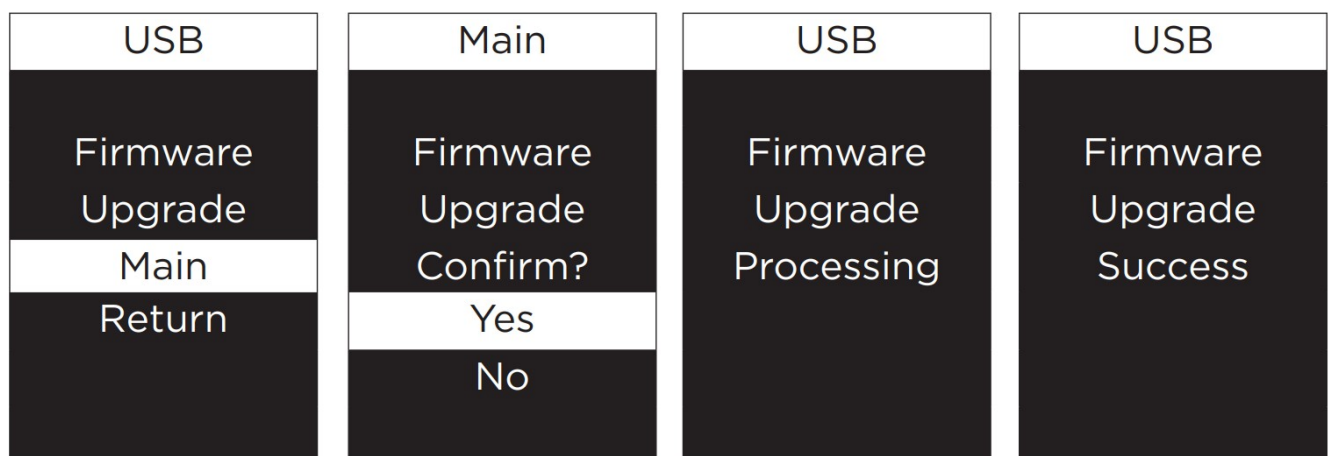 USB
Firmware
Upgrade
Main
Return
Main
Firmware
Upgrade
Confirm?
Yes
No
USB
Firmware
Upgrade
Processing
USB
Firmware
Upgrade
Success